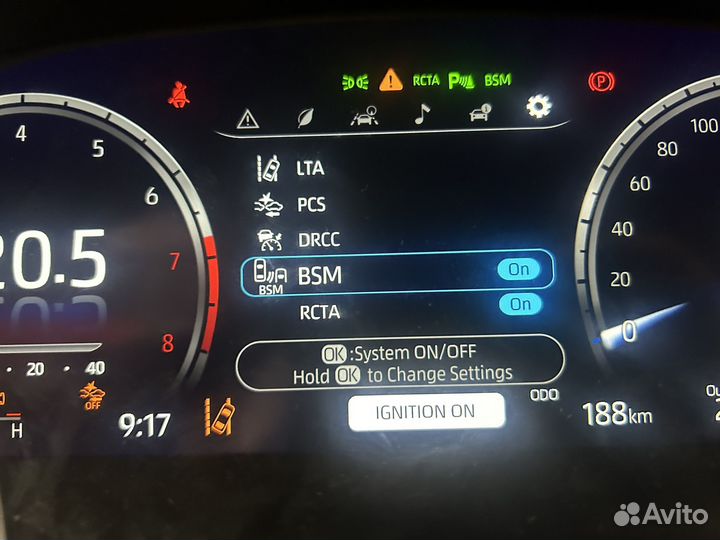 RCTA P BSM
P
4
5
6
7
8
20.5
20 40
OFF
H
9:17
LTA
PCS
DRCC
BSM
BSM On
RCTA On
OK :System ON/OFF
Hold OK to Change Settings
IGNITION ON
ODO
188km
100
80
60
40
20
0
Avito